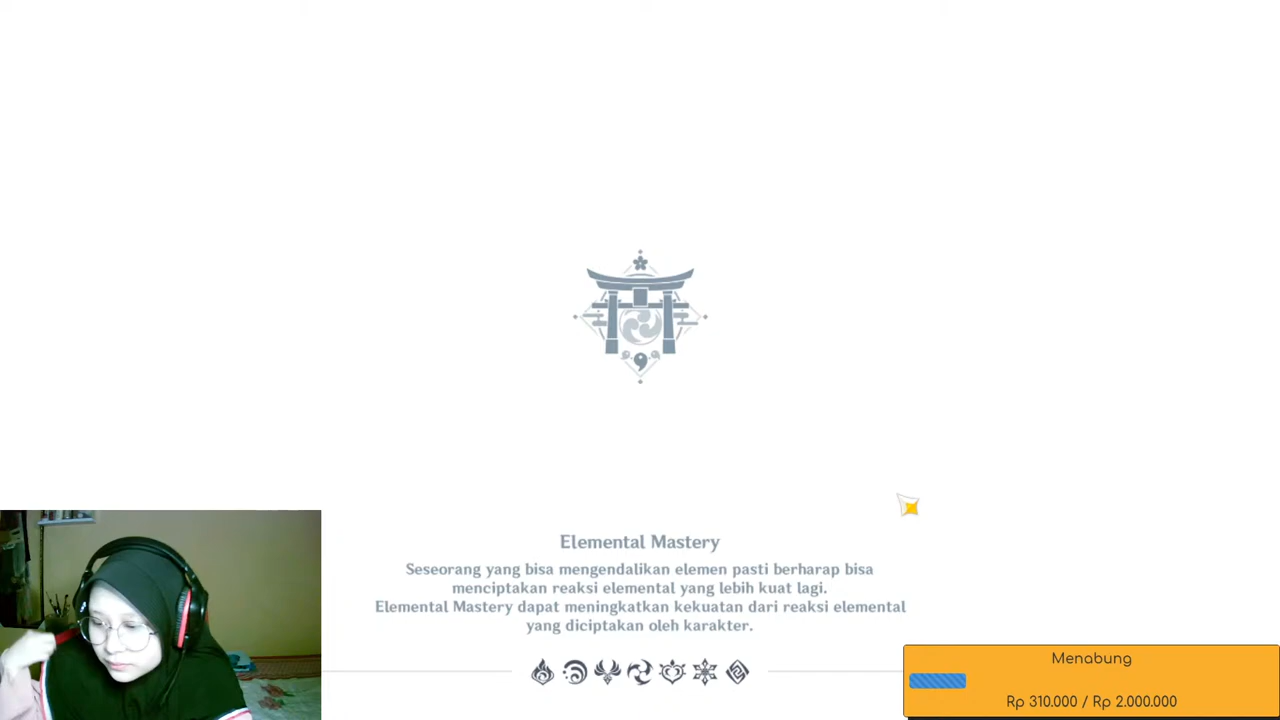 Elemental Mastery
Seseorang yang bisa mengendalikan elemen pasti berharap bisa
menciptakan reaksi elemental yang lebih kuat lagi.
Elemental Mastery dapat meningkatkan kekuatan dari reaksi elemental
yang diciptakan oleh karakter.
Menabung
Rp 310.000 / Rp 2.000.000